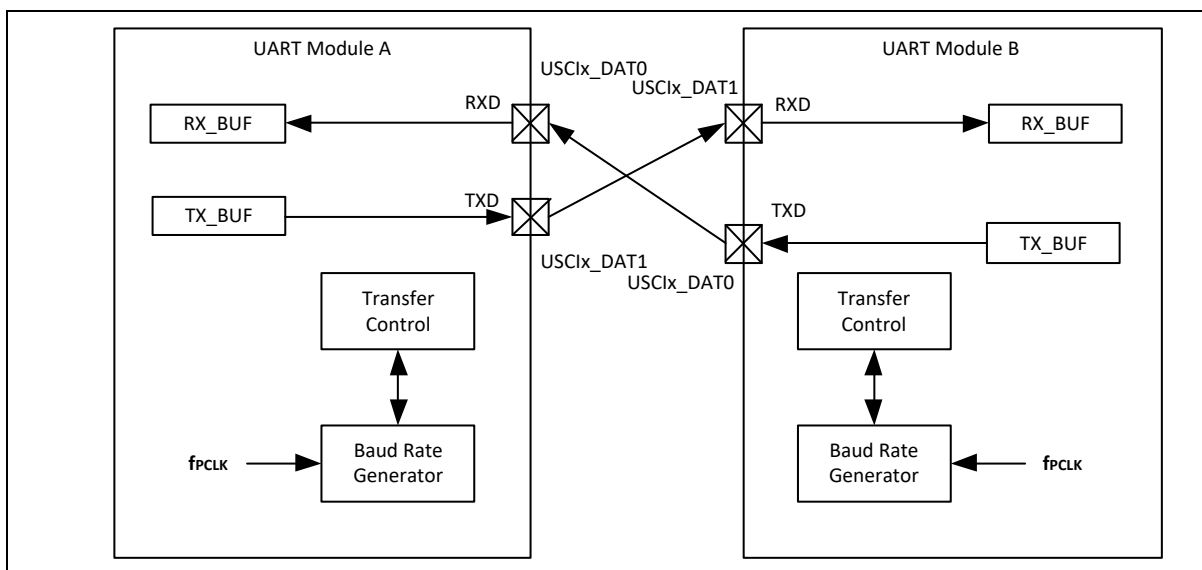 UART Module A
UART Module B
USCIx_DAT0
USCIx_DAT1
RXD
RXD
RX_BUF
RX_BUF
TXD
TXD
TX_BUF
TX_BUF
USCIx_DAT1
USCIx_DAT0
Transfer
Control
Transfer
Control
Baud Rate
Generator
Baud Rate
Generator
fPCLK
fPCLK